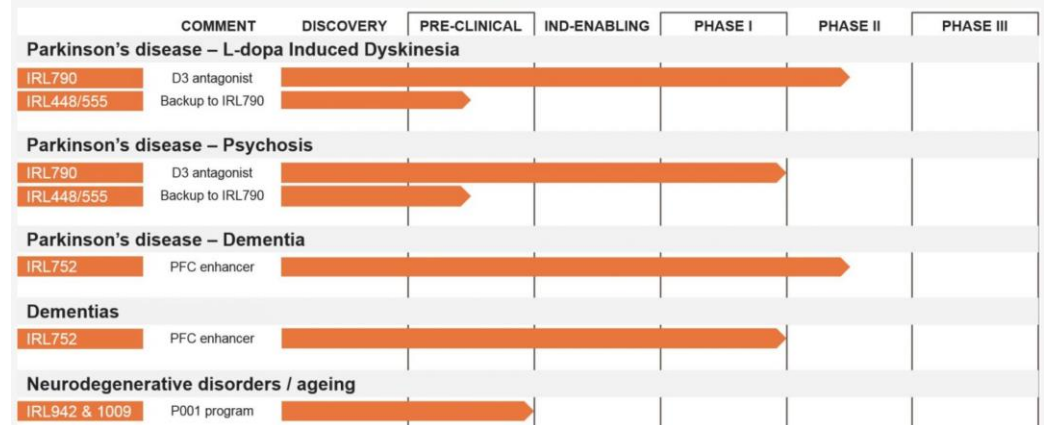 COMMENT DISCOVERY PRE-CLINICAL IND-ENABLING PHASE I PHASE II PHASE III
Parkinson's disease – L-dopa Induced Dyskinesia
IRL790 D3 antagonist
IRL448/555 Backup to IRL790
Parkinson's disease – Psychosis
IRL790 D3 antagonist
IRL448/555 Backup to IRL790
Parkinson's disease – Dementia
IRL752 PFC enhancer
Dementias
IRL752 PFC enhancer
Neurodegenerative disorders / ageing
IRL942 & 1009 P001 program